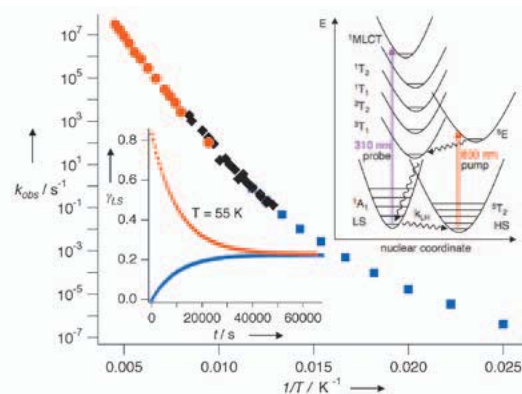 10⁷
10⁵
10³
10¹
10⁻¹
10⁻³
10⁻⁵
10⁻⁷
k_obs / s⁻¹
0.005
0.010
0.015
0.020
0.025
1/T / K⁻¹
0.8
0.6
0.4
0.2
0.0
γLS
T = 55 K
0
20000
40000
60000
t / s
E
¹MLCT
¹T₂
¹T₁
³T₂
³T₁
⁵E
310 nm
probe
600 nm
pump
¹A₁
LS
k_LH
⁵T₂
HS
nuclear coordinate